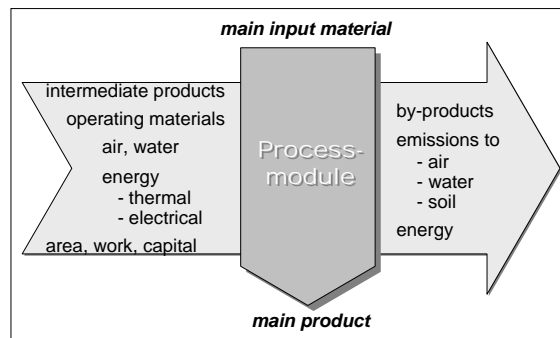 main input material
intermediate products
operating materials
air, water
energy
- thermal
- electrical
area, work, capital
Process-
module
by-products
emissions to
- air
- water
- soil
energy
main product